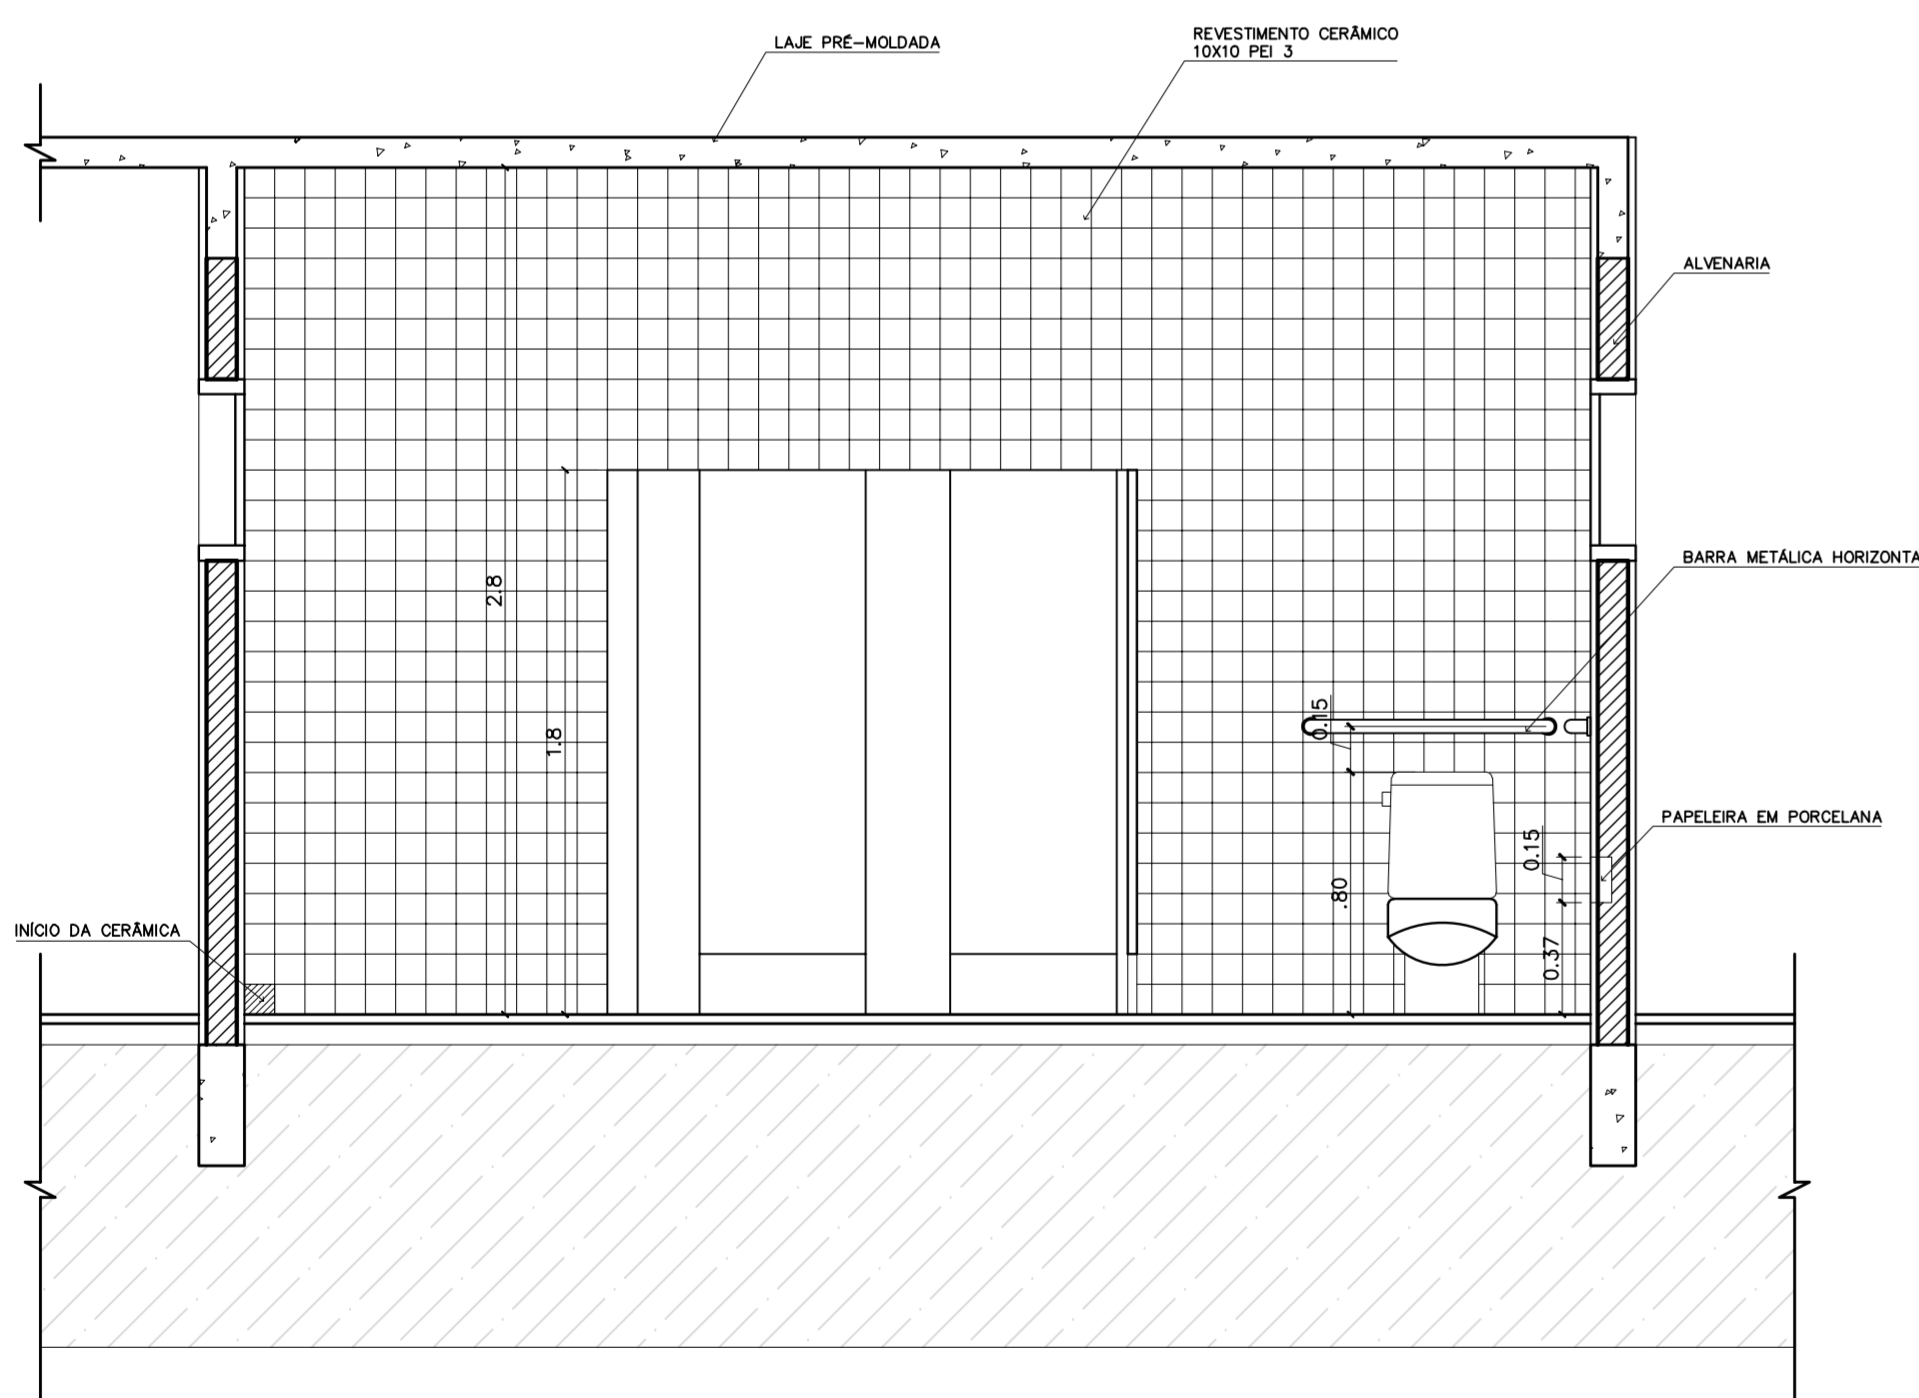 REVESTIMENTO CERÂMICO
10X10 PEI 3
LAJE PRÉ-MOLDADA
ALVENARIA
BARRA METÁLICA HORIZONTA
2.8
0.15
1.8
PAPELEIRA EM PORCELANA
0.15
.80
INÍCIO DA CERÂMICA
0.37